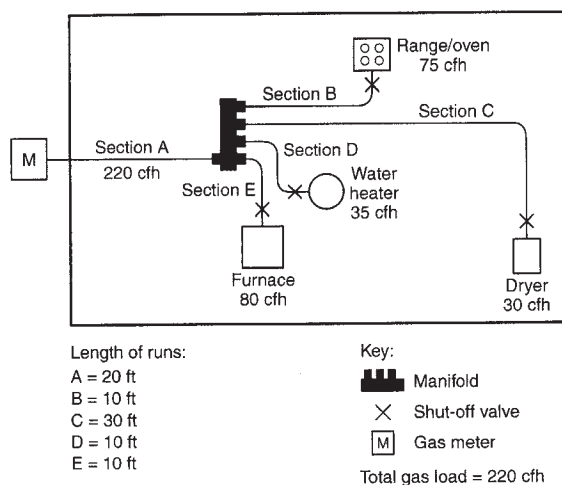 Range/oven
75 cfh
Section B
Section C
Section A
220 cfh
M
Section D
Section E
Water
heater
35 cfh
Furnace
80 cfh
Dryer
30 cfh
Length of runs:
A = 20 ft
B = 10 ft
C = 30 ft
D = 10 ft
E = 10 ft
Key:
Manifold
Shut-off valve
M Gas meter
Total gas load = 220 cfh